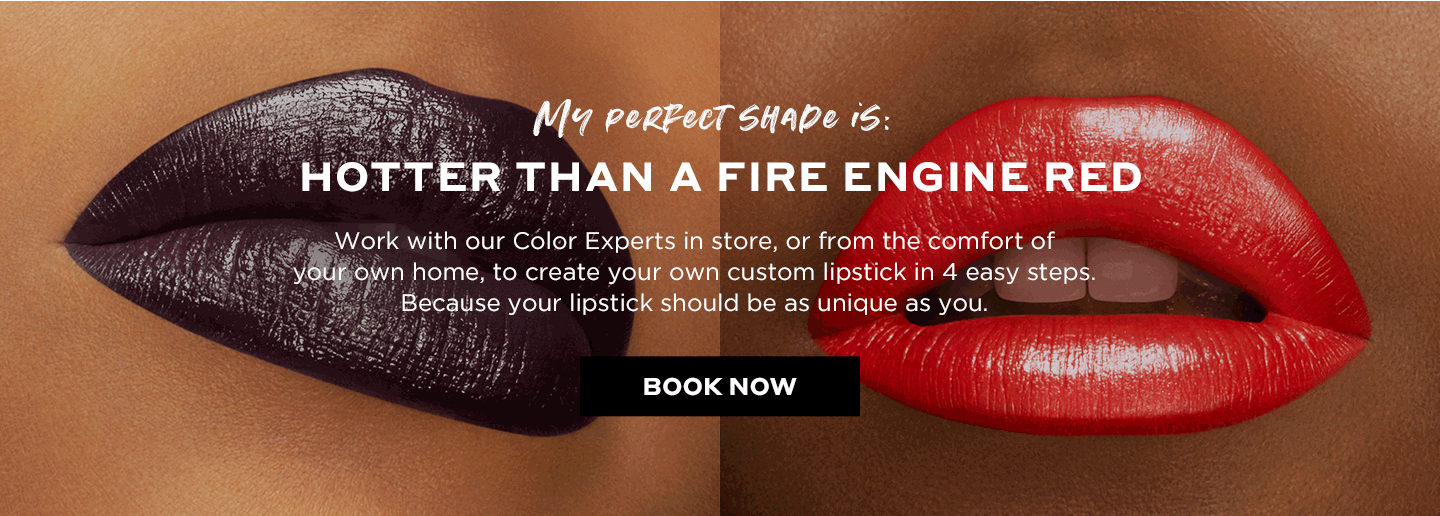 My perfect shade is:
HOTTER THAN A FIRE ENGINE RED
Work with our Color Experts in store, or from the comfort of
your own home, to create your own custom lipstick in 4 easy steps.
Because your lipstick should be as unique as you.
BOOK NOW